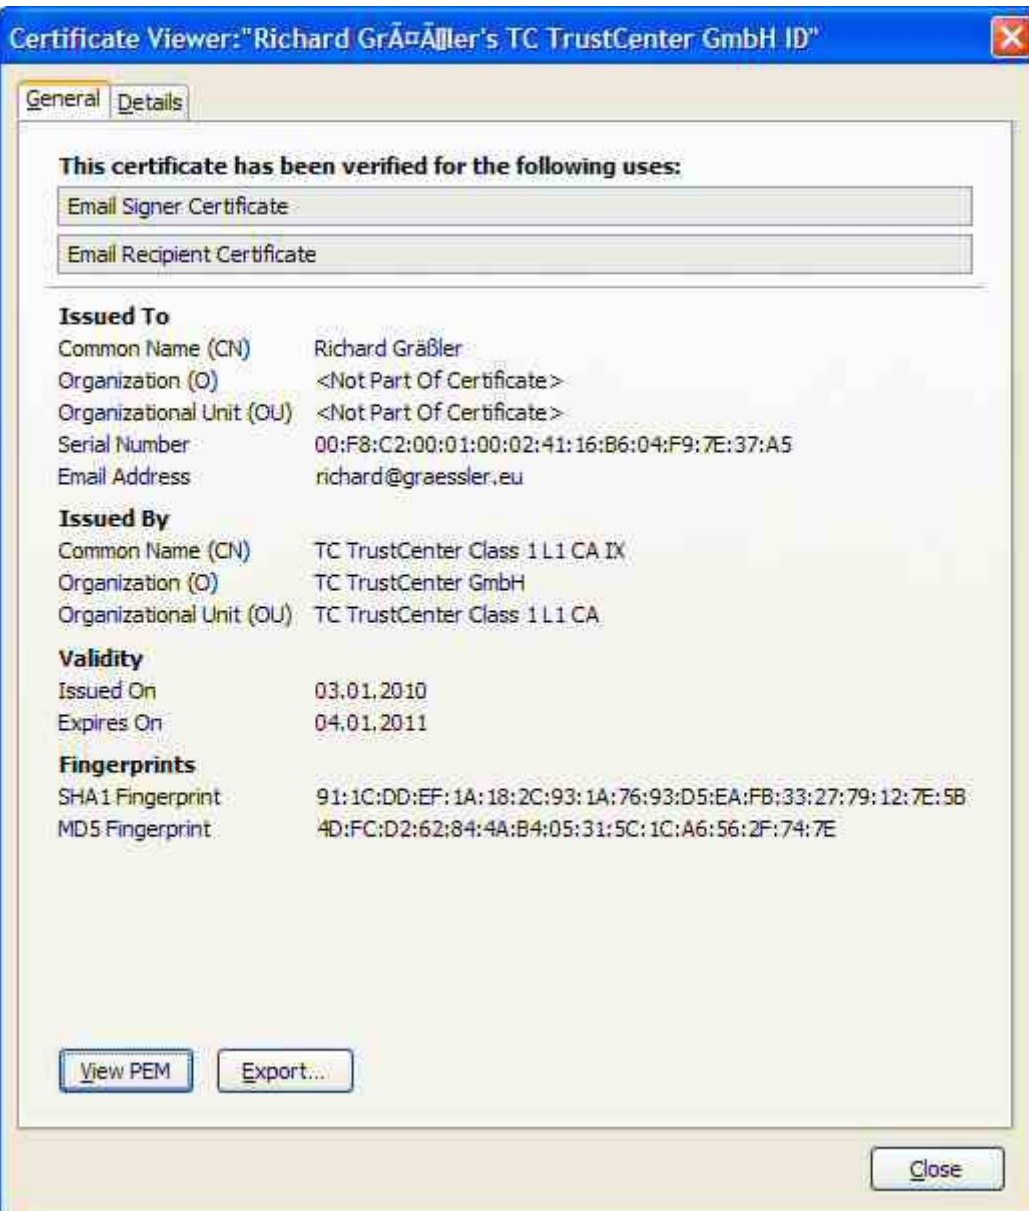 Certificate Viewer:"Richard GrÃ¤Ãler's TC TrustCenter GmbH ID"
General Details
This certificate has been verified for the following uses:
Email Signer Certificate
Email Recipient Certificate
Issued To
Common Name (CN) Richard Gräßler
Organization (O) <Not Part Of Certificate>
Organizational Unit (OU) <Not Part Of Certificate>
Serial Number 00:F8:C2:00:01:00:02:41:16:B6:04:F9:7E:37:A5
Email Address richard@graessler.eu
Issued By
Common Name (CN) TC TrustCenter Class 1 L1 CA IX
Organization (O) TC TrustCenter GmbH
Organizational Unit (OU) TC TrustCenter Class 1 L1 CA
Validity
Issued On 03.01.2010
Expires On 04.01.2011
Fingerprints
SHA1 Fingerprint 91:1C:DD:EF:1A:18:2C:93:1A:76:93:D5:EA:FB:33:27:79:12:7E:5B
MD5 Fingerprint 4D:FC:D2:62:84:4A:B4:05:31:5C:1C:A6:56:2F:74:7E
View PEM Export...
Close